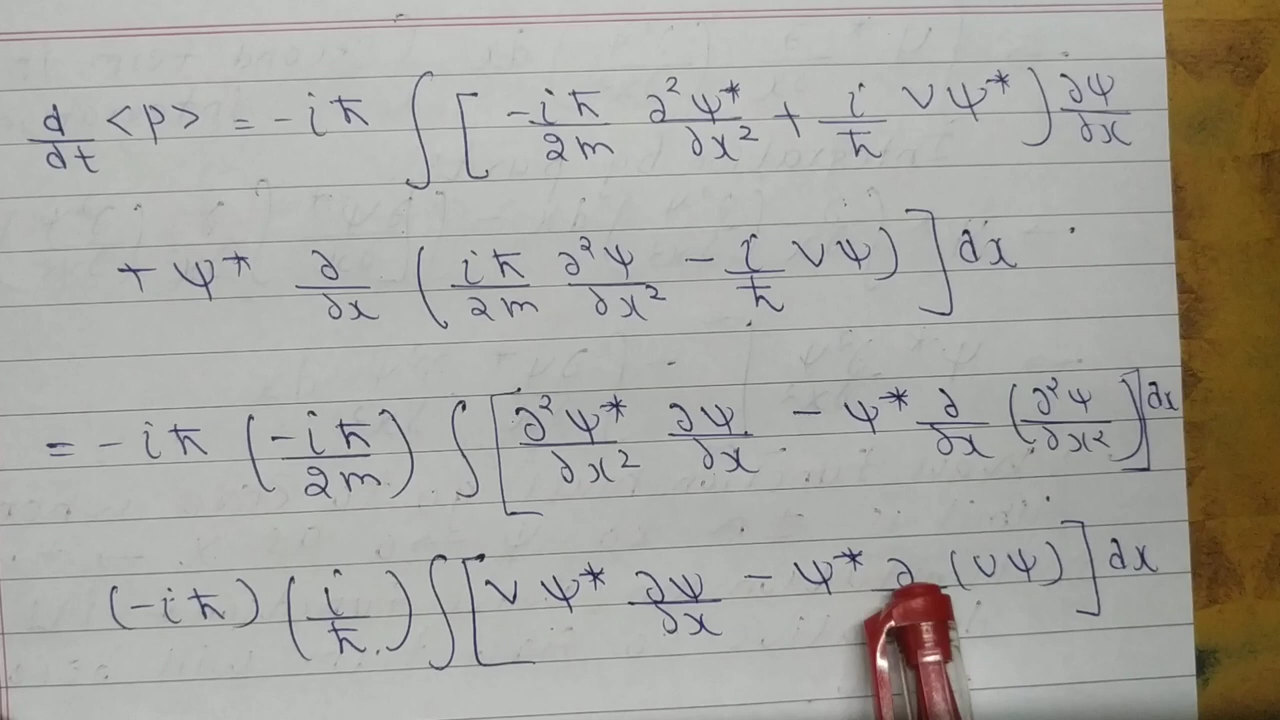 d/dt <p> = -iℏ ∫ [ -iℏ/2m ∂²ψ*/∂x² + i/ℏ Vψ* ) ∂ψ/∂x
+ ψ* ∂/∂x ( iℏ/2m ∂²ψ/∂x² - i/ℏ Vψ ) ] dx
= -iℏ ( -iℏ/2m ) ∫ [ ∂²ψ*/∂x² ∂ψ/∂x - ψ* ∂/∂x ( ∂²ψ/∂x² ) ] dx
(-iℏ) ( i/ℏ ) ∫ [ Vψ* ∂ψ/∂x - ψ* ∂ (Vψ) ] dx